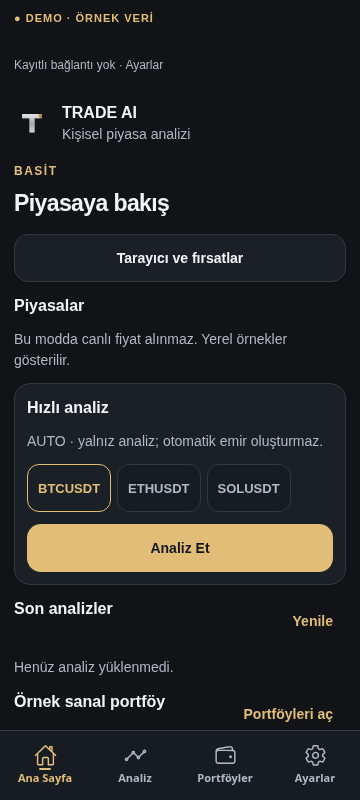 ● DEMO · ÖRNEK VERİ
Kayıtlı bağlantı yok · Ayarlar
TRADE AI
Kişisel piyasa analizi
BASİT
Piyasaya bakış
Tarayıcı ve fırsatlar
Piyasalar
Bu modda canlı fiyat alınmaz. Yerel örnekler
gösterilir.
Hızlı analiz
AUTO · yalnız analiz; otomatik emir oluşturmaz.
BTCUSDT ETHUSDT SOLUSDT
Analiz Et
Son analizler
Yenile
Henüz analiz yüklenmedi.
Örnek sanal portföy
Portföyleri aç
Ana Sayfa Analiz Portföyler Ayarlar